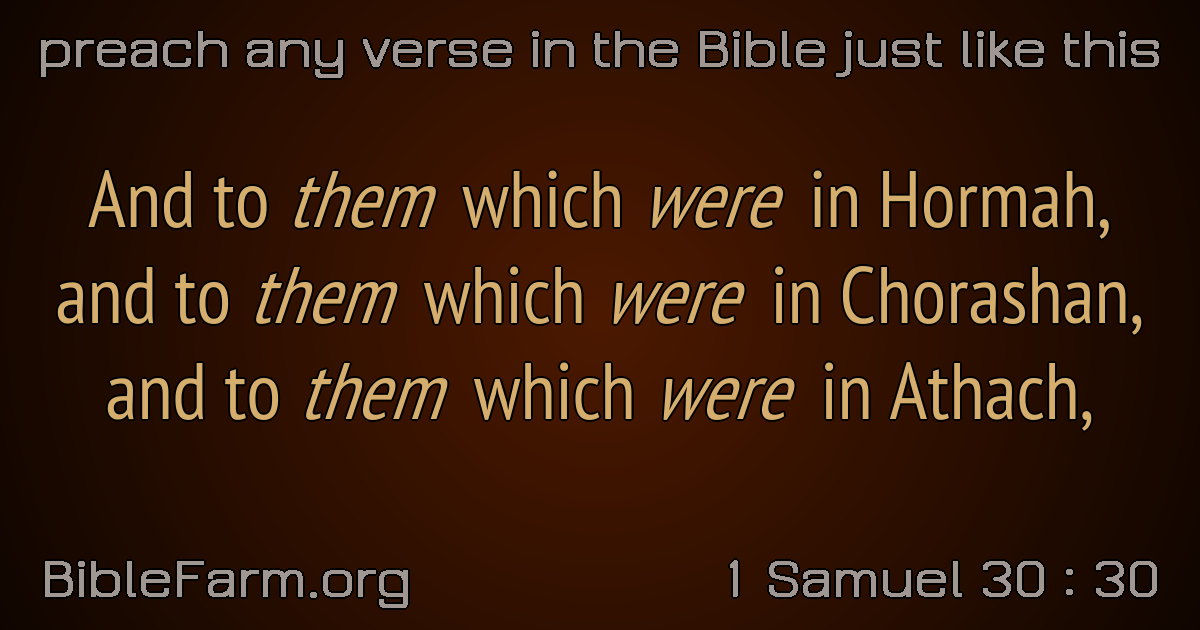 preach any verse in the Bible just like this
And to them which were in Hormah,
and to them which were in Chorashan,
and to them which were in Athach,
BibleFarm.org 1 Samuel 30 : 30